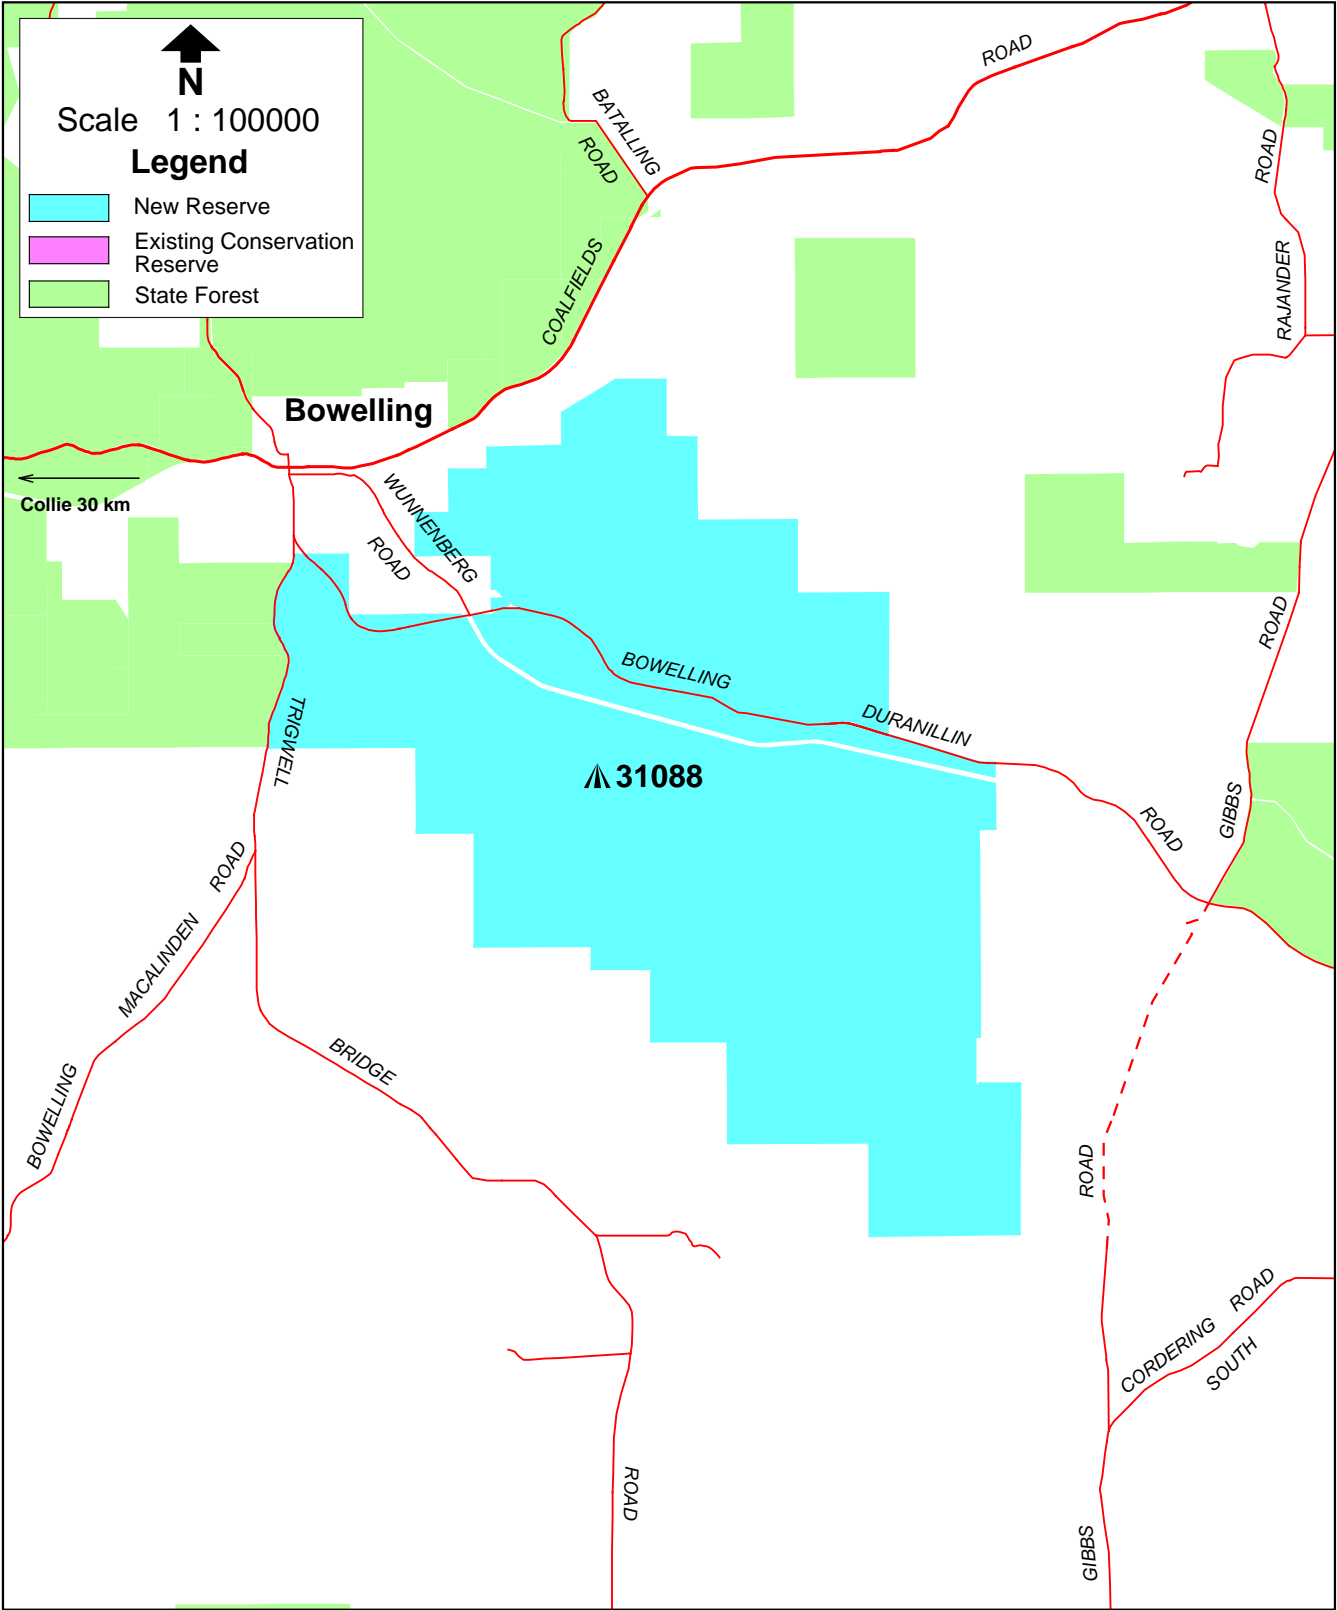 N
Scale 1 : 100000
Legend
New Reserve
Existing Conservation
Reserve
State Forest
ROAD
BATALLING
ROAD
ROAD
RAJANDER
COALFIELDS
Bowelling
Collie 30 km
WUNNENBERG
ROAD
ROAD
BOWELLING
DURANILLIN
TRIGWELL
31088
GIBBS
ROAD
ROAD
MACALINDEN
BRIDGE
BOWELLING
ROAD
ROAD
CORDERING
SOUTH
ROAD
GIBBS